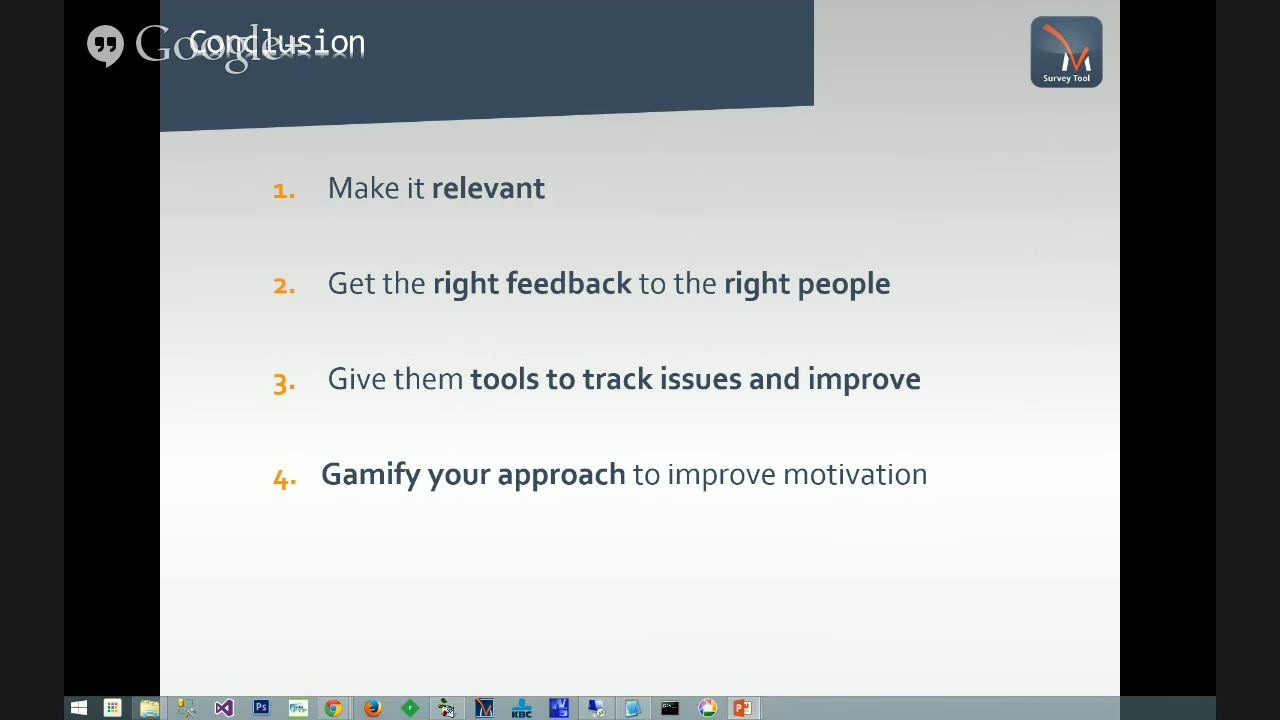 Google+
Conclusion
M
Survey Tool
1. Make it relevant
2. Get the right feedback to the right people
3. Give them tools to track issues and improve
4. Gamify your approach to improve motivation
Ps
KBC